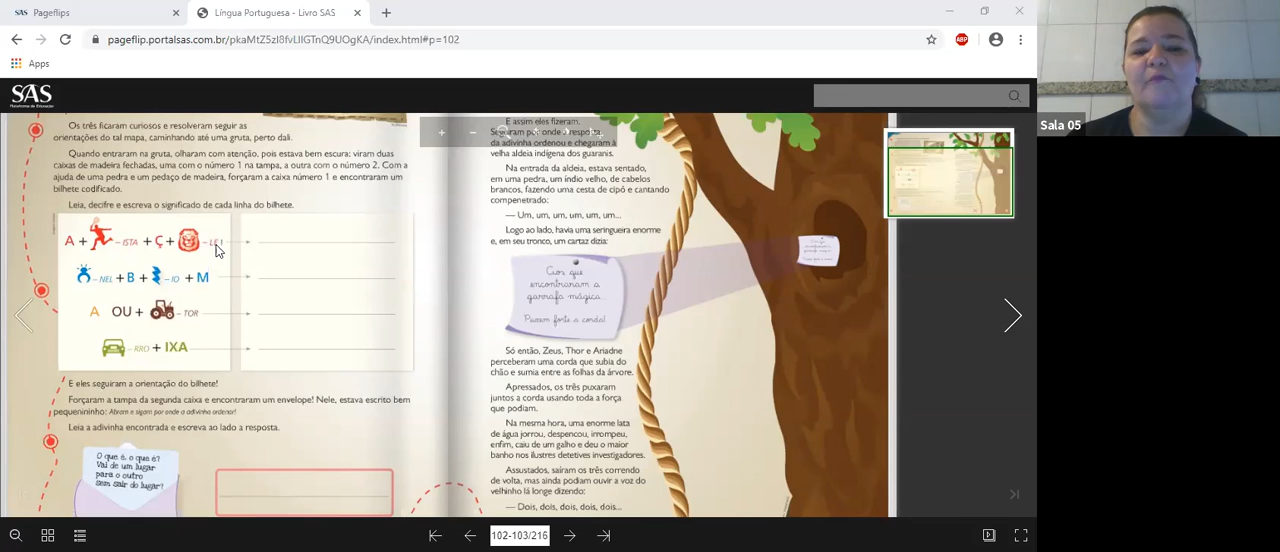 SAS Pageflips
Língua Portuguesa - Livro SAS
pageflip.portalsas.com.br/pkaMtZ5zI8fvLlIGTnQ9UOgKA/index.html#p=102
ABP
Apps
SAS
Plataforma de Educação
Sala 05
Os três ficaram curiosos e resolveram seguir as
orientações do tal mapa, caminhando até uma gruta, perto dali.
Quando entraram na gruta, olharam com atenção, pois estava bem escura: viram duas
caixas de madeira fechadas, uma com o número 1 na tampa, a outra com o número 2. Com a
ajuda de uma pedra e um pedaço de madeira, forçaram a caixa número 1 e encontraram um
bilhete codificado.
Leia, decifre e escreva o significado de cada linha do bilhete.
A + – ISTA + Ç + – LE
– NEL + B + – IO + M
A OU + – TOR
– RRO + IXA
E eles seguiram a orientação do bilhete!
Forçaram a tampa da segunda caixa e encontraram um envelope! Nele, estava escrito bem
pequenininho: Abram e sigam por onde a adivinha ordenar!
Leia a adivinha encontrada e escreva ao lado a resposta.
O que é, o que é?
Vai de um lugar
para o outro
sem sair do lugar?
E assim eles fizeram.
Seguiram por onde a resposta
da adivinha ordenou e chegaram à
velha aldeia indígena dos guaranis.
Na entrada da aldeia, estava sentado,
em uma pedra, um índio velho, de cabelos
brancos, fazendo uma cesta de cipó e cantando
compenetrado:
— Um, um, um, um, um, um...
Logo ao lado, havia uma seringueira enorme
e, em seu tronco, um cartaz dizia:
Aos que
encontraram a
garrafa mágica...
Puxem forte a corda!
Só então, Zeus, Thor e Ariadne
perceberam uma corda que subia do
chão e sumia entre as folhas da árvore.
Apressados, os três puxaram
juntos a corda usando toda a força
que podiam.
Na mesma hora, uma enorme lata
de água jorrou, despencou, irrompeu,
enfim, caiu de um galho e deu o maior
banho nos ilustres detetives investigadores.
Assustados, saíram os três correndo
de volta, mas ainda podiam ouvir a voz do
velhinho lá longe dizendo:
— Dois, dois, dois, dois, dois...
102-103/216